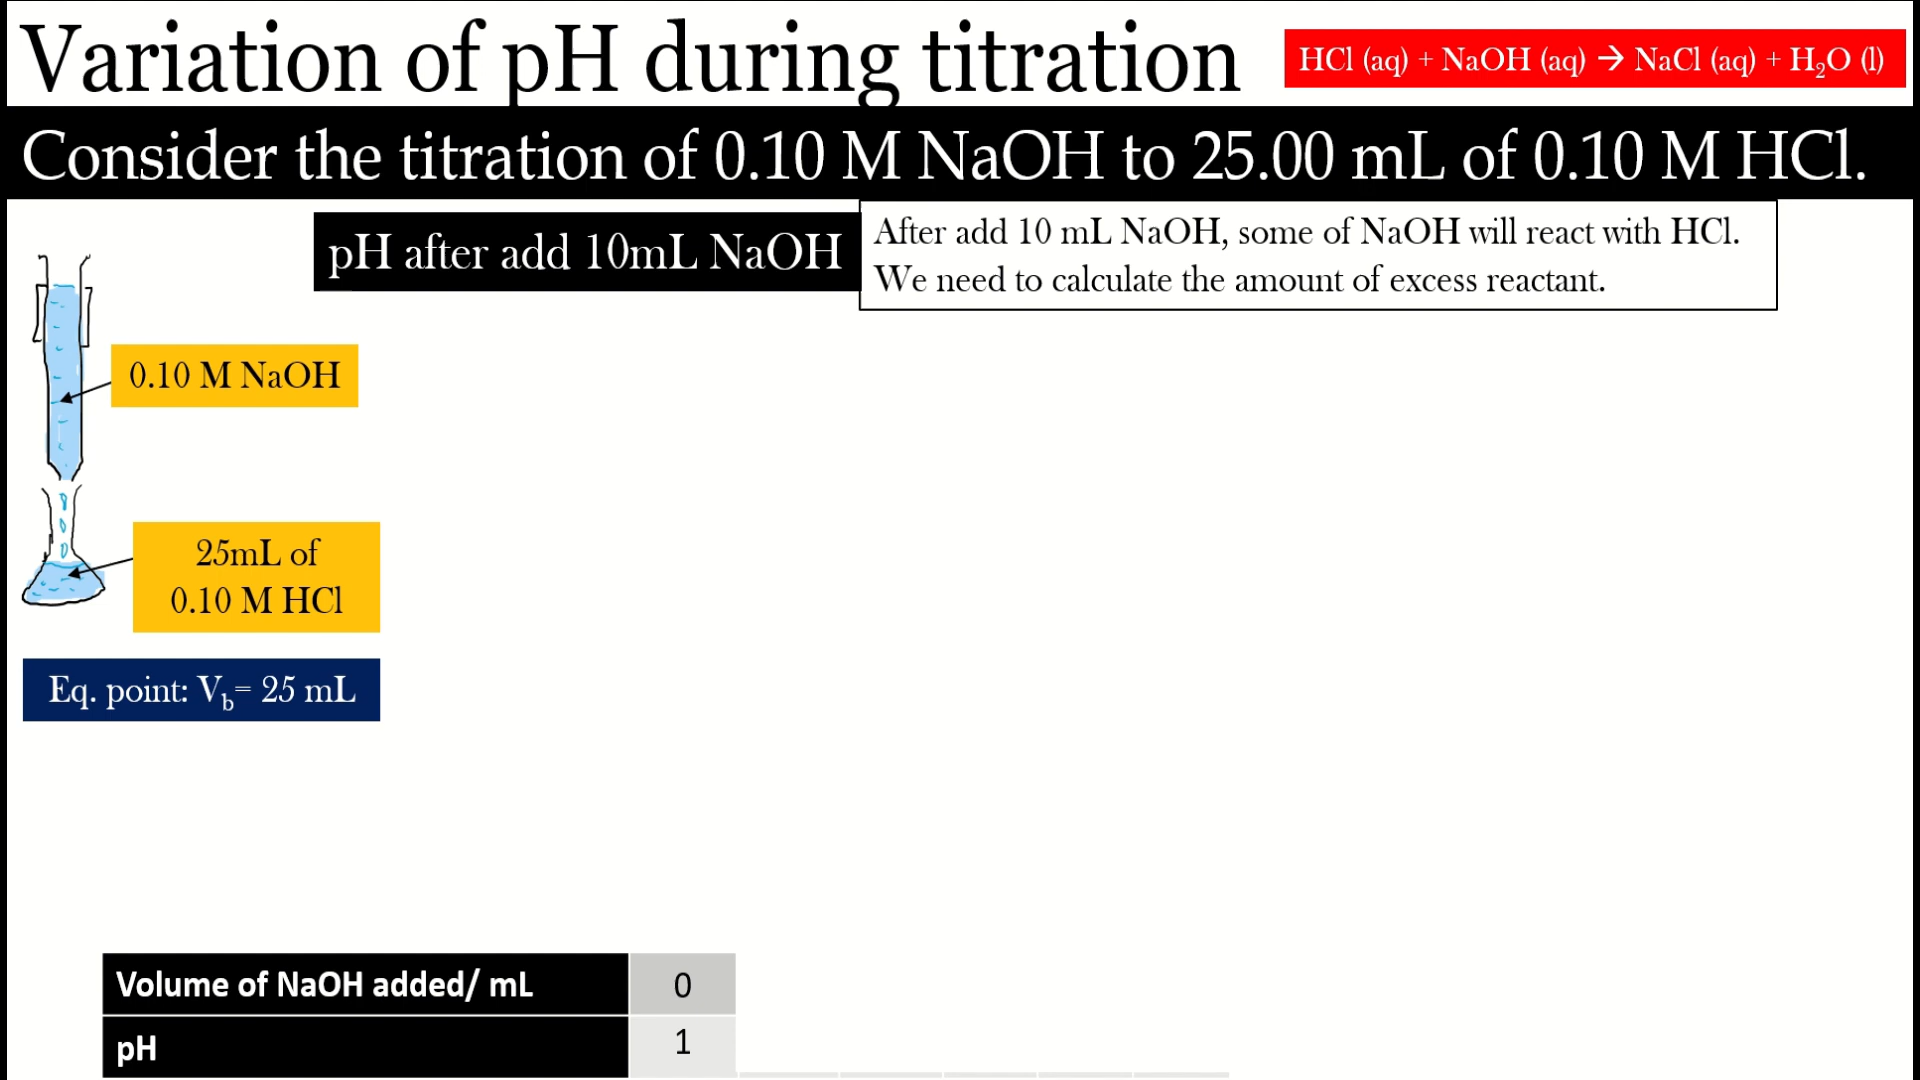 Variation of pH during titration
HCl (aq) + NaOH (aq) → NaCl (aq) + H₂O (l)
Consider the titration of 0.10 M NaOH to 25.00 mL of 0.10 M HCl.
pH after add 10mL NaOH
After add 10 mL NaOH, some of NaOH will react with HCl.
We need to calculate the amount of excess reactant.
0.10 M NaOH
25mL of
0.10 M HCl
Eq. point: V_b= 25 mL
Volume of NaOH added/ mL 0
pH 1